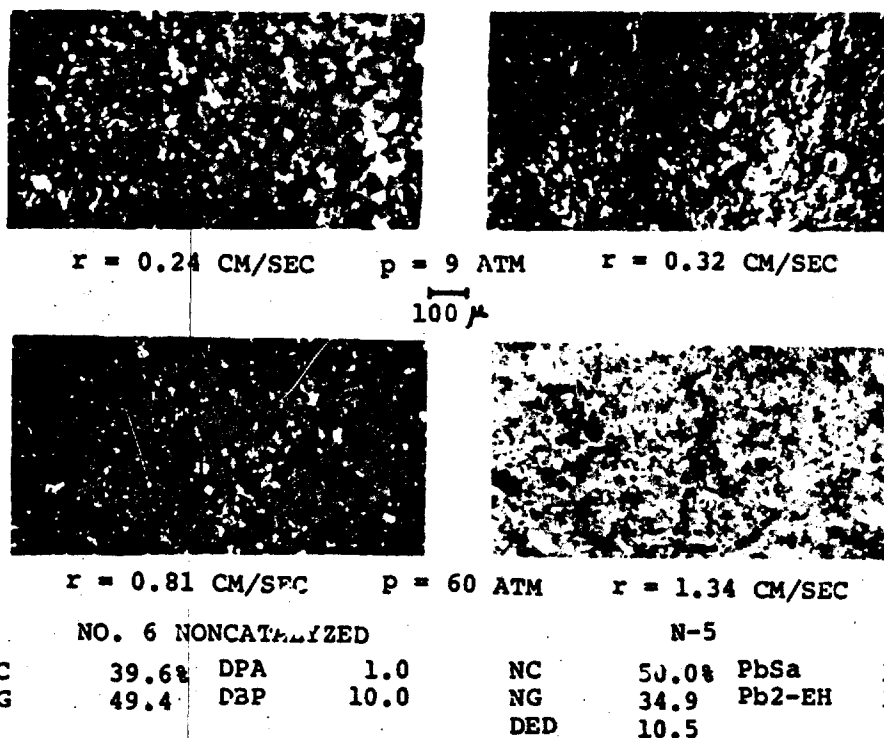 r = 0.24 CM/SEC p = 9 ATM r = 0.32 CM/SEC
100 μ
r = 0.81 CM/SEC p = 60 ATM r = 1.34 CM/SEC
NO. 6 N-5
C 39.6% DPA 1.0 NC 50.0% PbSa
G 49.4 DBP 10.0 NG 34.9 Pb2-EH
DED 10.5